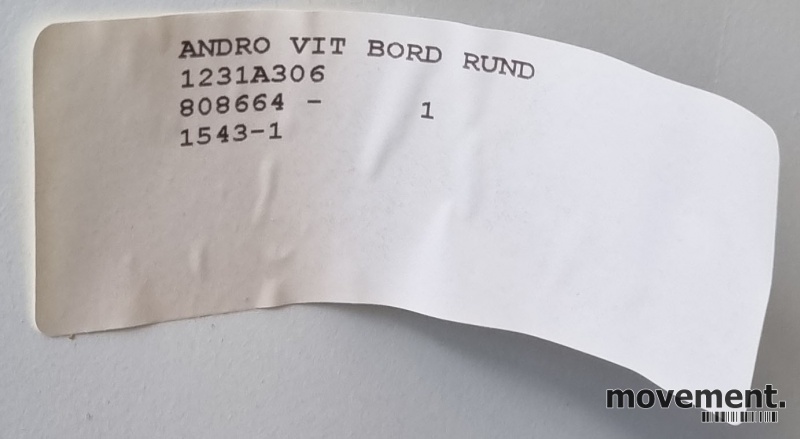 ANDRO VIT BORD RUND
1231A306
808664 - 1
1543-1
movement.